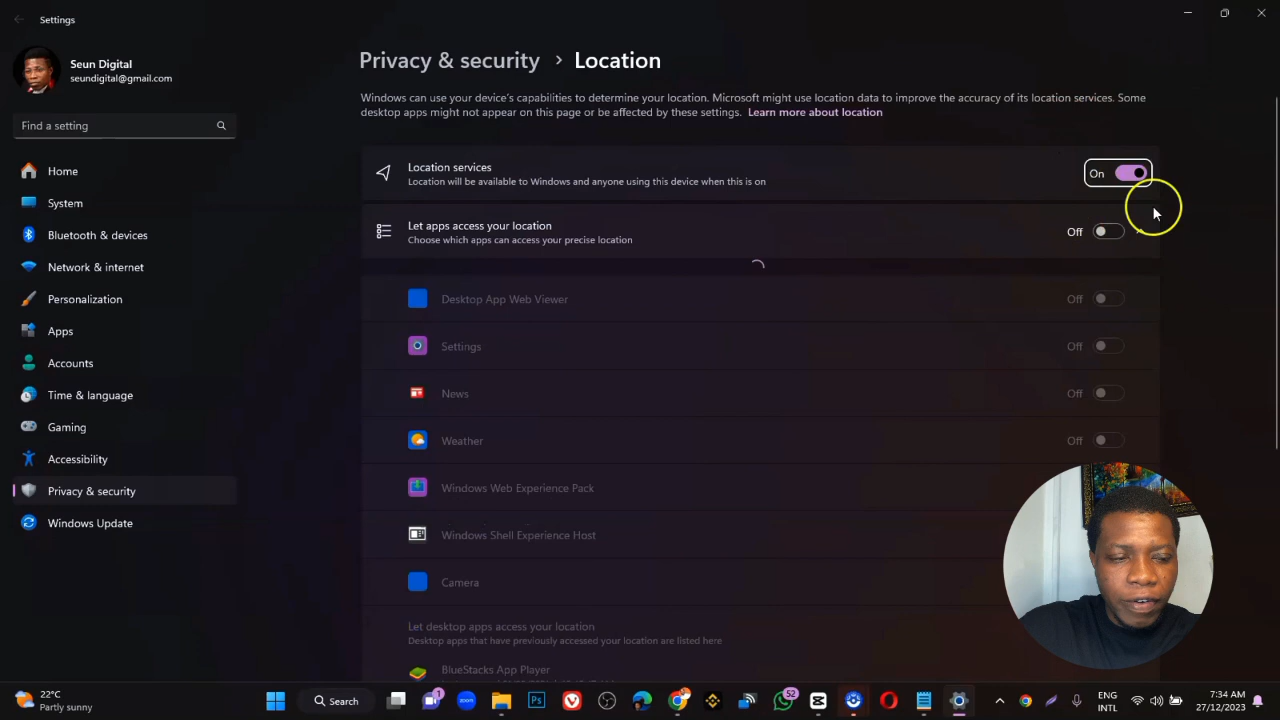 Settings
Seun Digital
seundigital@gmail.com
Find a setting
Home
System
Bluetooth & devices
Network & internet
Personalization
Apps
Accounts
Time & language
Gaming
Accessibility
Privacy & security
Windows Update
Privacy & security › Location
Windows can use your device's capabilities to determine your location. Microsoft might use location data to improve the accuracy of its location services. Some
desktop apps might not appear on this page or be affected by these settings. Learn more about location
Location services
On
Location will be available to Windows and anyone using this device when this is on
Let apps access your location
Off
Choose which apps can access your precise location
Desktop App Web Viewer
Off
Settings
Off
News
Off
Weather
Off
Windows Web Experience Pack
Windows Shell Experience Host
Camera
Let desktop apps access your location
Desktop apps that have previously accessed your location are listed here
BlueStacks App Player
22°C
Partly sunny
Search
1
zoom
Ps
52
ENG
INTL
7:34 AM
27/12/2023